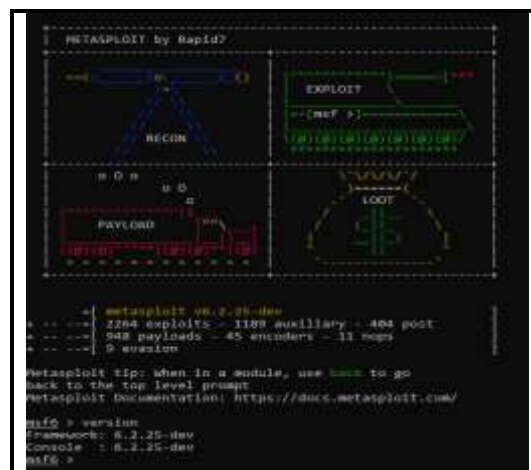 METASPLOIT by Rapid7
EXPLOIT
==[msf >]
RECON
o O o
o O
o
PAYLOAD
LOOT
=[ metasploit v6.2.25-dev
+ -- --=[ 2264 exploits - 1189 auxiliary - 404 post
+ -- --=[ 948 payloads - 45 encoders - 11 nops
+ -- --=[ 9 evasion
Metasploit tip: When in a module, use back to go
back to the top level prompt
Metasploit Documentation: https://docs.metasploit.com/
msf6 > version
Framework: 6.2.25-dev
Console : 6.2.25-dev
msf6 >